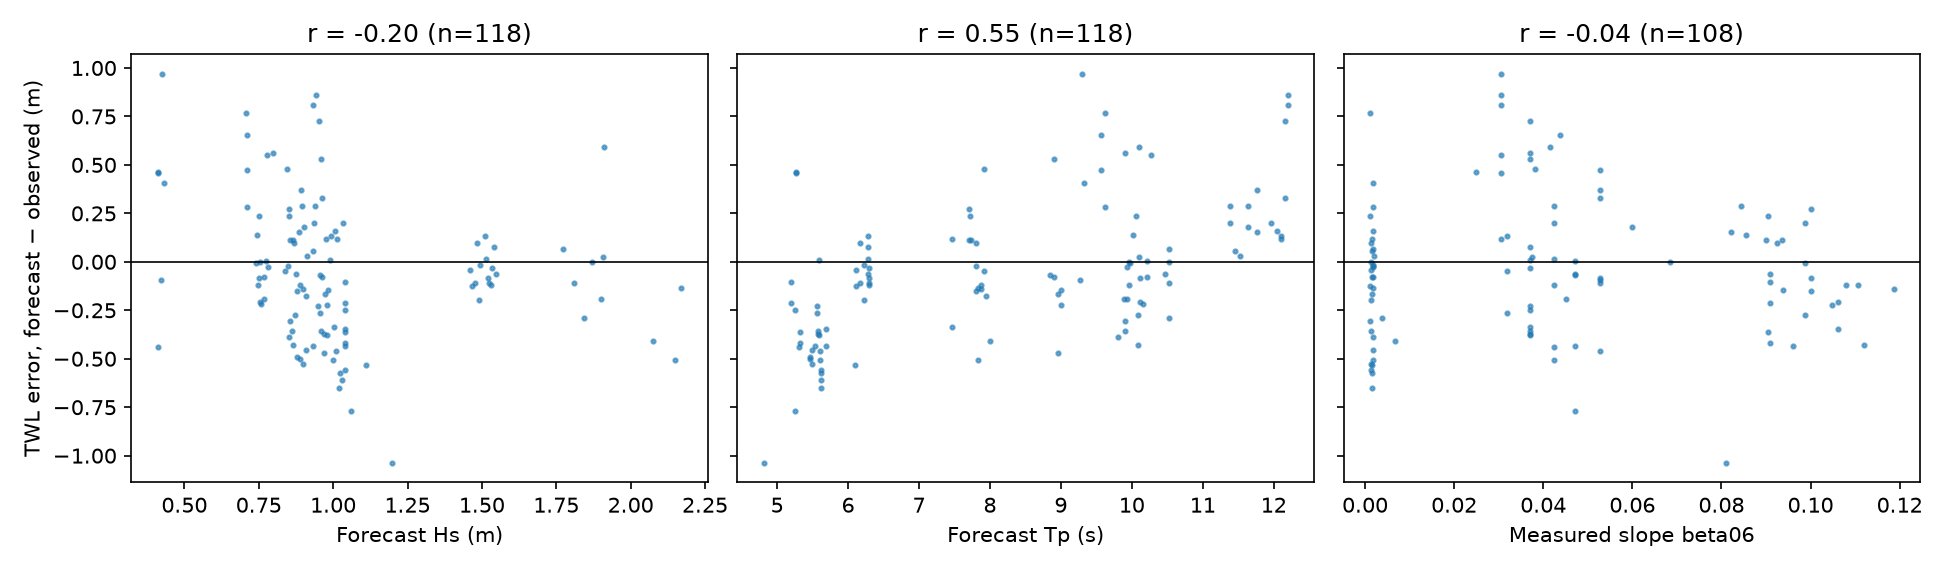 r = -0.20 (n=118)
r = 0.55 (n=118)
r = -0.04 (n=108)
TWL error, forecast − observed (m)
1.00
0.75
0.50
0.25
0.00
−0.25
−0.50
−0.75
−1.00
0.50 0.75 1.00 1.25 1.50 1.75 2.00 2.25
5 6 7 8 9 10 11 12
0.00 0.02 0.04 0.06 0.08 0.10 0.12
Forecast Hs (m)
Forecast Tp (s)
Measured slope beta06